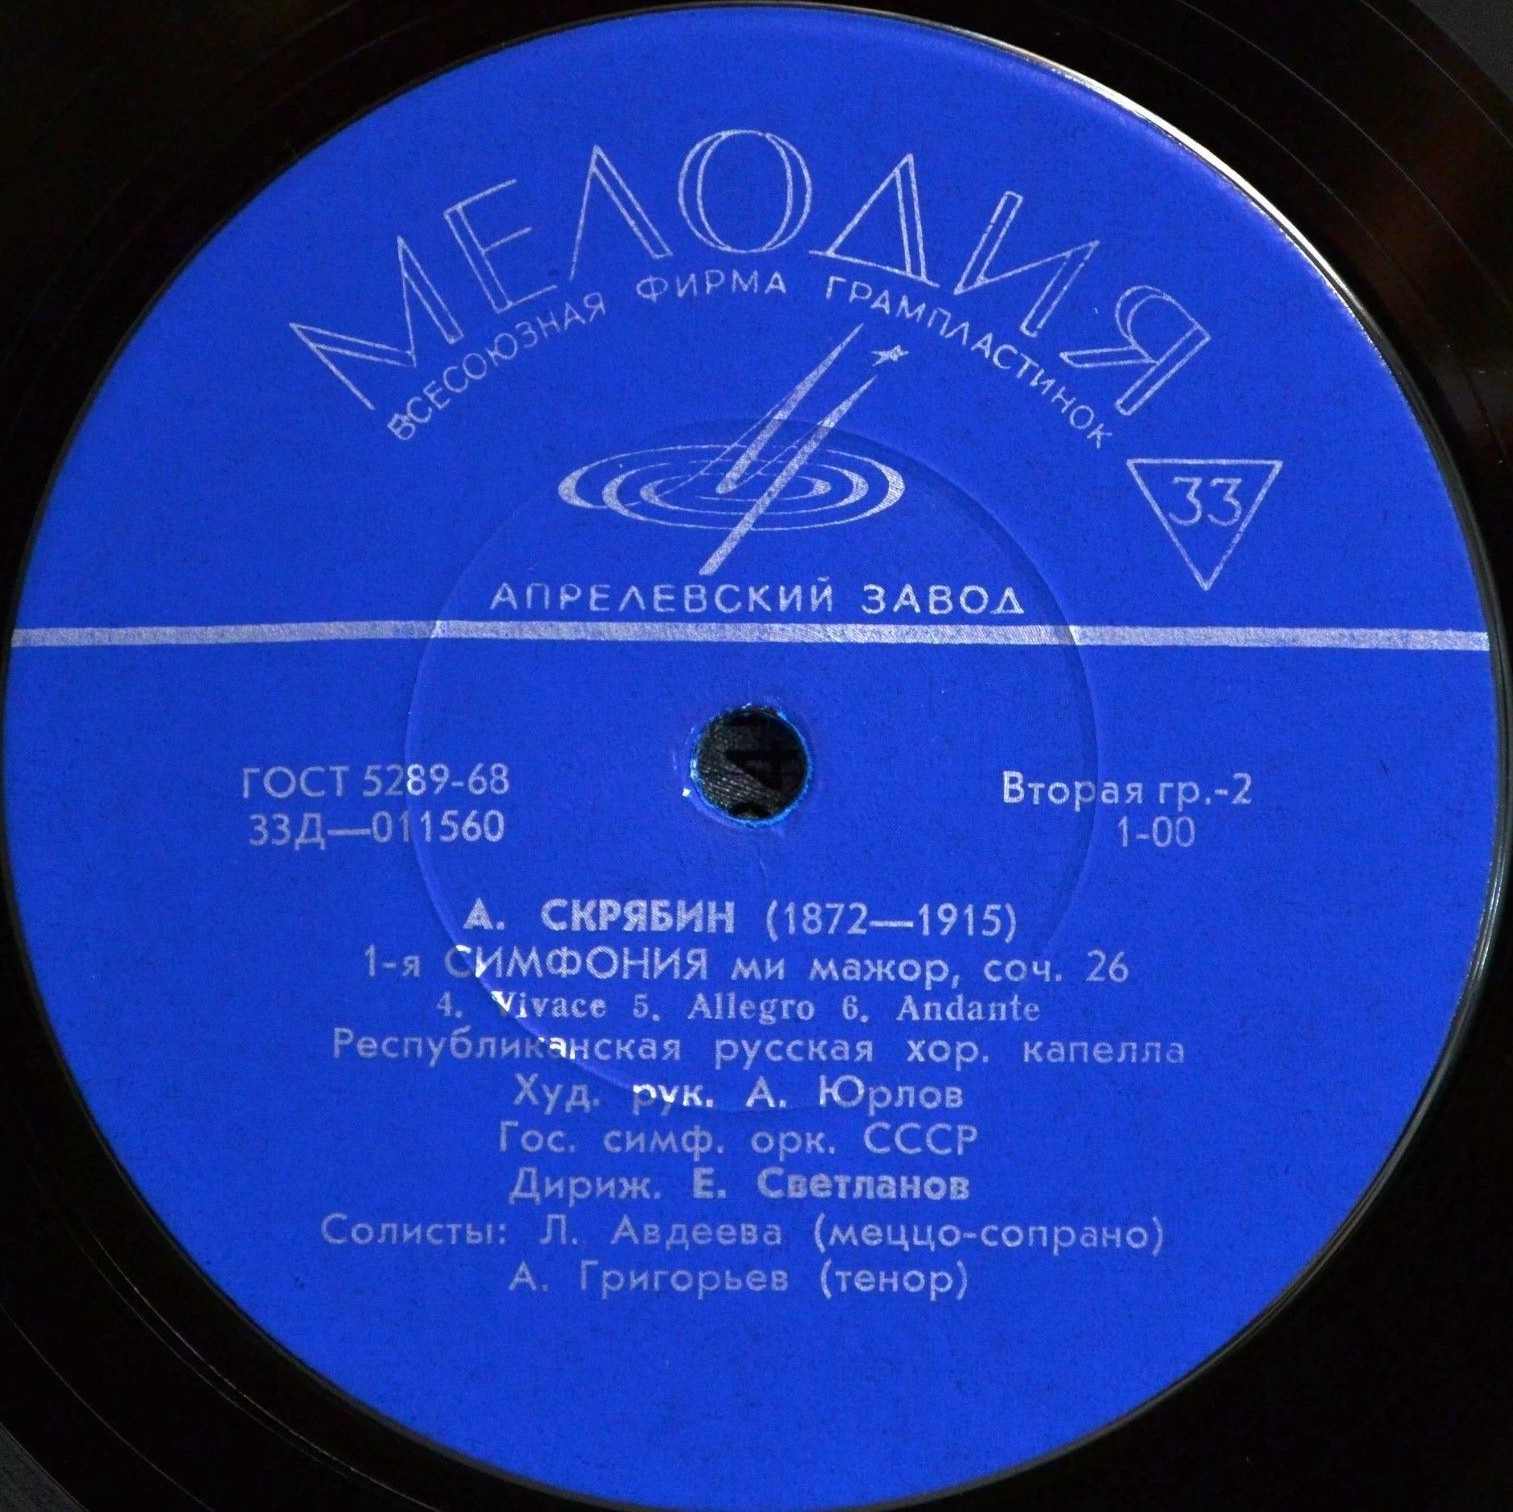 МЕЛОДИЯ
ВСЕСОЮЗНАЯ ФИРМА ГРАМПЛАСТИНОК
33
АПРЕЛЕВСКИЙ ЗАВОД
ГОСТ 5289-68
33Д—011560
Вторая гр.-2
1-00
А. СКРЯБИН (1872—1915)
1-я СИМФОНИЯ ми мажор, соч. 26
4. Vivace 5. Allegro 6. Andante
Республиканская русская хор. капелла
Худ. рук. А. Юрлов
Гос. симф. орк. СССР
Дириж. Е. Светланов
Солисты: Л. Авдеева (меццо-сопрано)
А. Григорьев (тенор)